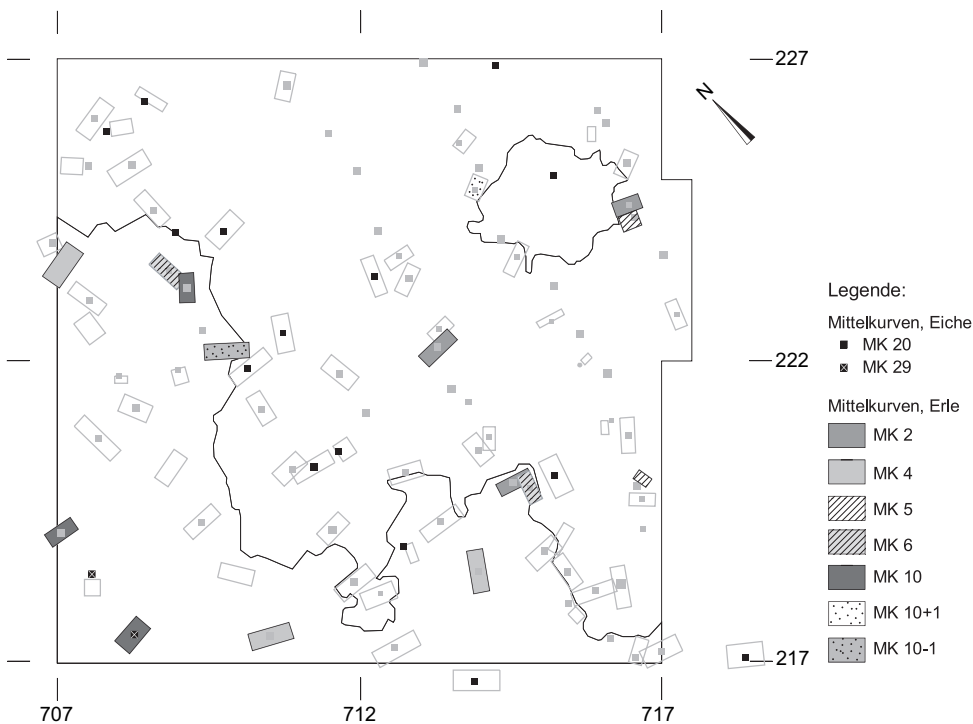 227
N
Legende:
Mittelkurven, Eiche
MK 20
MK 29
222
Mittelkurven, Erle
MK 2
MK 4
MK 5
MK 6
MK 10
MK 10+1
MK 10-1
217
707
712
717